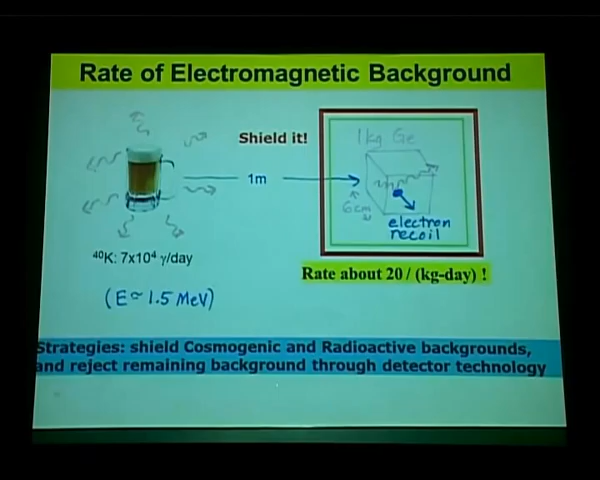 Rate of Electromagnetic Background
Shield it!
1kg Ge
1m
6cm
electron
recoil
⁴⁰K: 7x10⁴ γ/day
(E ≃ 1.5 MeV)
Rate about 20 / (kg-day) !
Strategies: shield Cosmogenic and Radioactive backgrounds,
and reject remaining background through detector technology